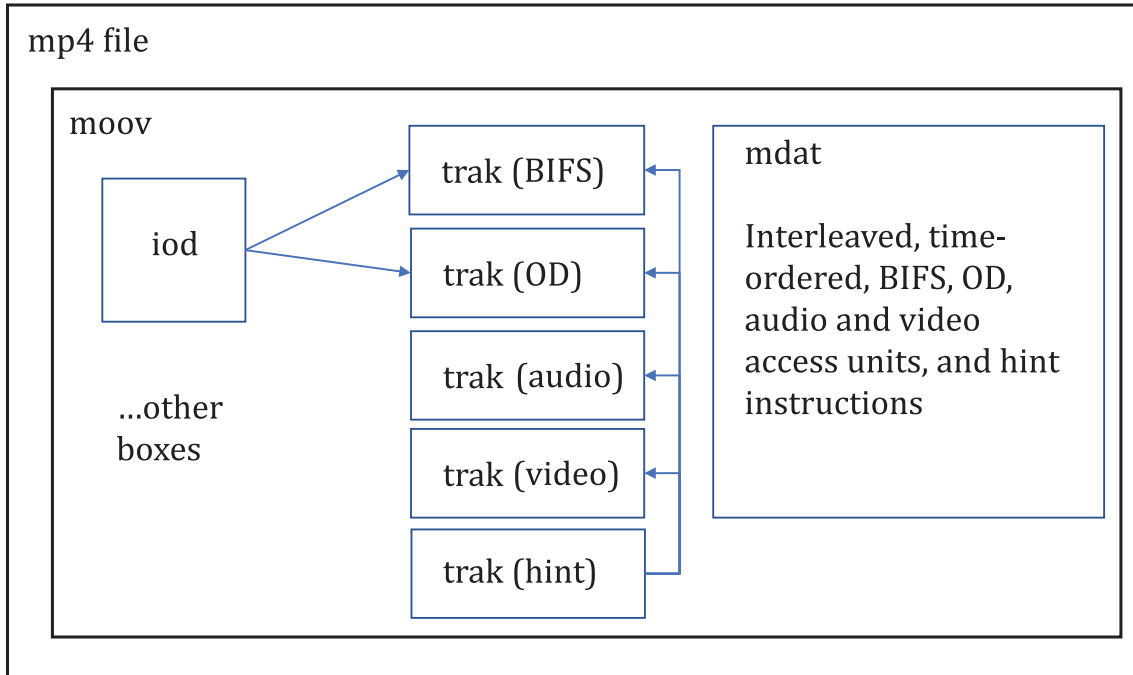 mp4 file
moov
iod
…other
boxes
trak (BIFS)
trak (OD)
trak (audio)
trak (video)
trak (hint)
mdat
Interleaved, time-
ordered, BIFS, OD,
audio and video
access units, and hint
instructions